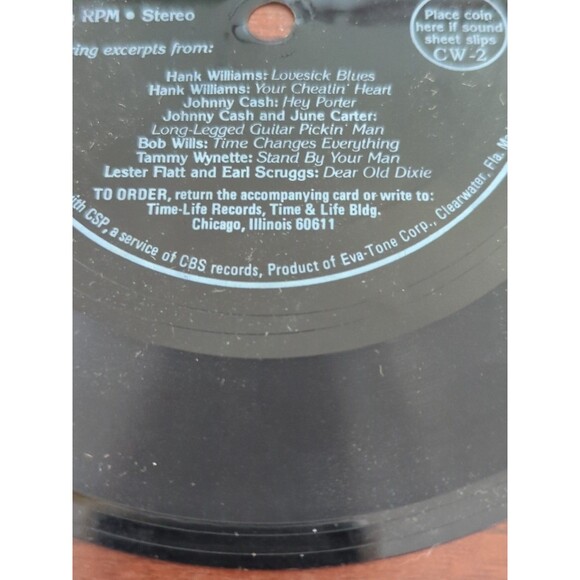 RPM • Stereo
Place coin
here if sound
sheet slips
CW-2
ring excerpts from:
Hank Williams: Lovesick Blues
Hank Williams: Your Cheatin' Heart
Johnny Cash: Hey Porter
Johnny Cash and June Carter:
Long-Legged Guitar Pickin' Man
Bob Wills: Time Changes Everything
Tammy Wynette: Stand By Your Man
Lester Flatt and Earl Scruggs: Dear Old Dixie
TO ORDER, return the accompanying card or write to:
Time-Life Records, Time & Life Bldg.
Chicago, Illinois 60611
with CSP, a service of CBS records, Product of Eva-Tone Corp., Clearwater, Fla. M